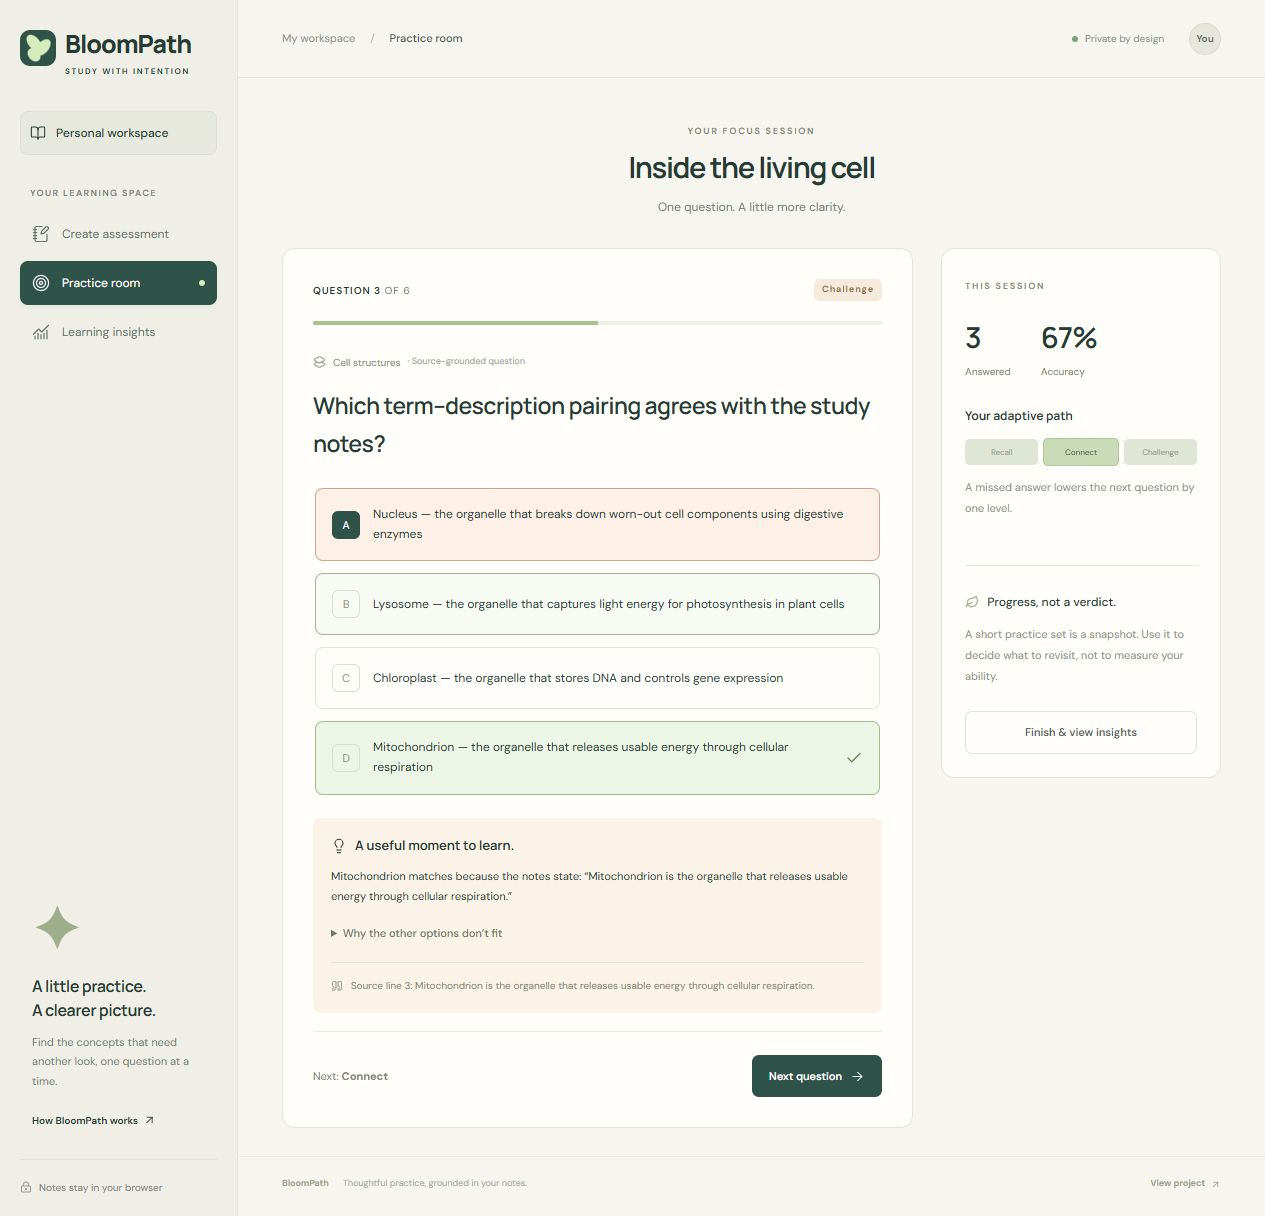 BloomPath
STUDY WITH INTENTION
Personal workspace
YOUR LEARNING SPACE
Create assessment
Practice room
Learning insights
A little practice.
A clearer picture.
Find the concepts that need
another look, one question at a
time.
How BloomPath works
Notes stay in your browser
My workspace / Practice room
Private by design
You
YOUR FOCUS SESSION
Inside the living cell
One question. A little more clarity.
QUESTION 3 OF 6
Challenge
Cell structures · Source-grounded question
Which term–description pairing agrees with the study
notes?
A
Nucleus — the organelle that breaks down worn-out cell components using digestive
enzymes
B
Lysosome — the organelle that captures light energy for photosynthesis in plant cells
C
Chloroplast — the organelle that stores DNA and controls gene expression
D
Mitochondrion — the organelle that releases usable energy through cellular
respiration
A useful moment to learn.
Mitochondrion matches because the notes state: “Mitochondrion is the organelle that releases usable
energy through cellular respiration.”
Why the other options don’t fit
Source line 3: Mitochondrion is the organelle that releases usable energy through cellular respiration.
Next: Connect
Next question
THIS SESSION
3
Answered
67%
Accuracy
Your adaptive path
Recall
Connect
Challenge
A missed answer lowers the next question by
one level.
Progress, not a verdict.
A short practice set is a snapshot. Use it to
decide what to revisit, not to measure your
ability.
Finish & view insights
BloomPath
Thoughtful practice, grounded in your notes.
View project